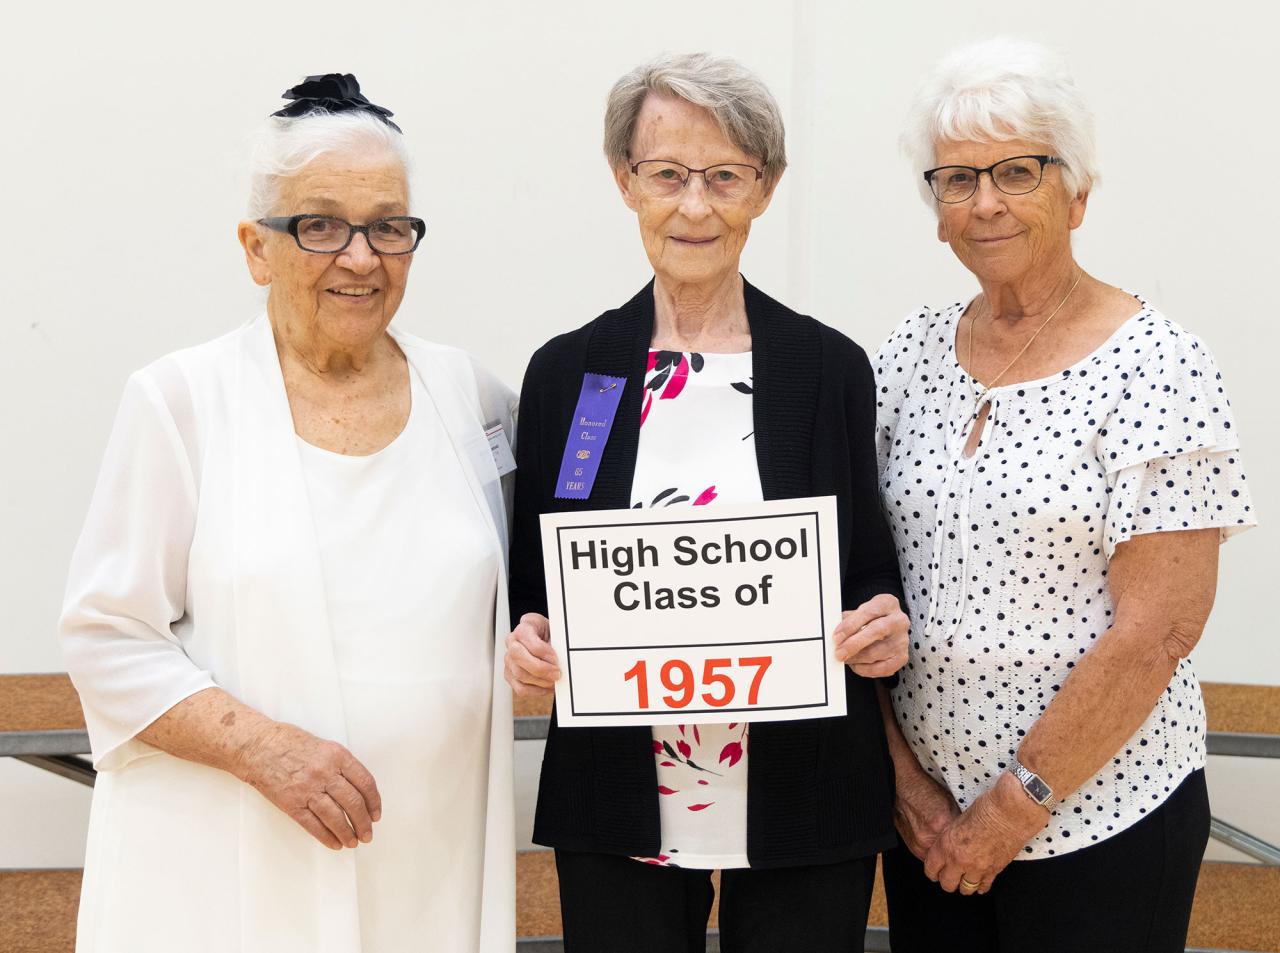 Honored
Class
65
YEARS
High School
Class of
1957